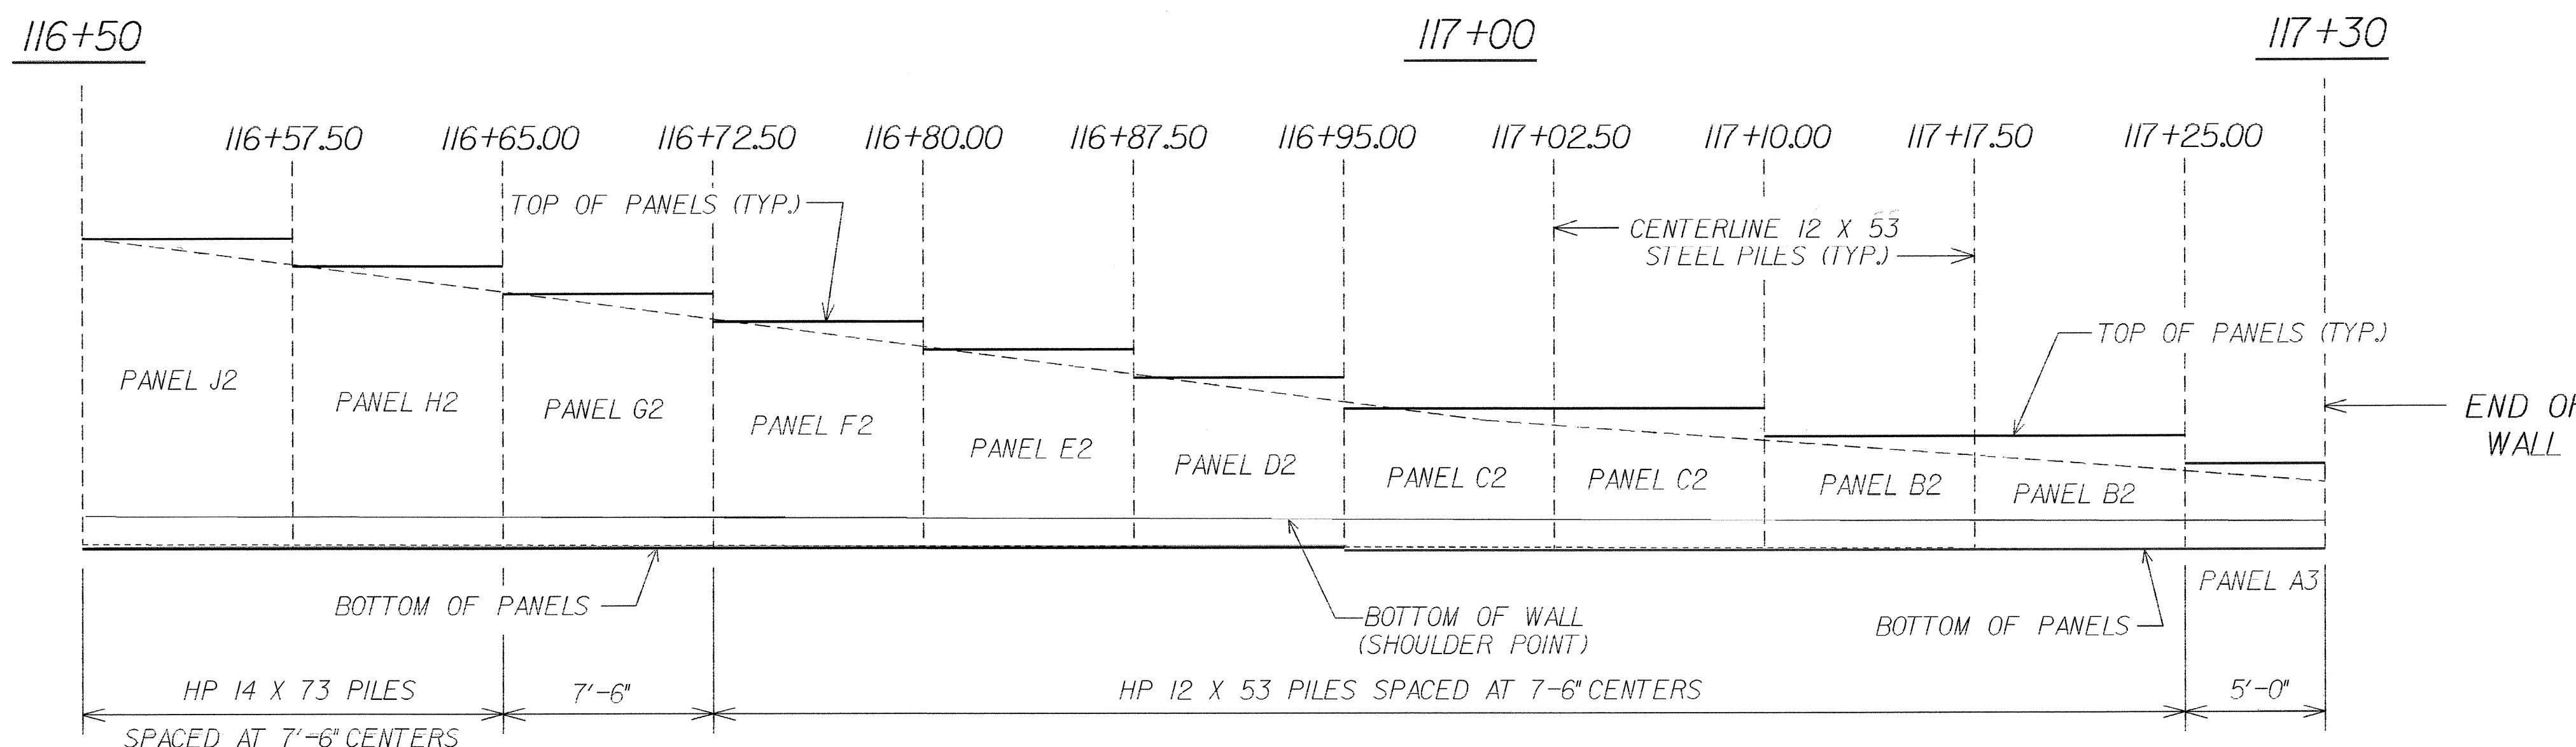 116+50
117+00
117+30
116+57.50
116+65.00
116+72.50
116+80.00
116+87.50
116+95.00
117+02.50
117+10.00
117+17.50
117+25.00
TOP OF PANELS (TYP.)
CENTERLINE 12 X 53
STEEL PILES (TYP.)
TOP OF PANELS (TYP.)
END OF
WALL
PANEL J2
PANEL H2
PANEL G2
PANEL F2
PANEL E2
PANEL D2
PANEL C2
PANEL C2
PANEL B2
PANEL B2
PANEL A3
BOTTOM OF PANELS
BOTTOM OF WALL
(SHOULDER POINT)
BOTTOM OF PANELS
HP 14 X 73 PILES
SPACED AT 7'-6" CENTERS
7'-6"
HP 12 X 53 PILES SPACED AT 7-6" CENTERS
5'-0"